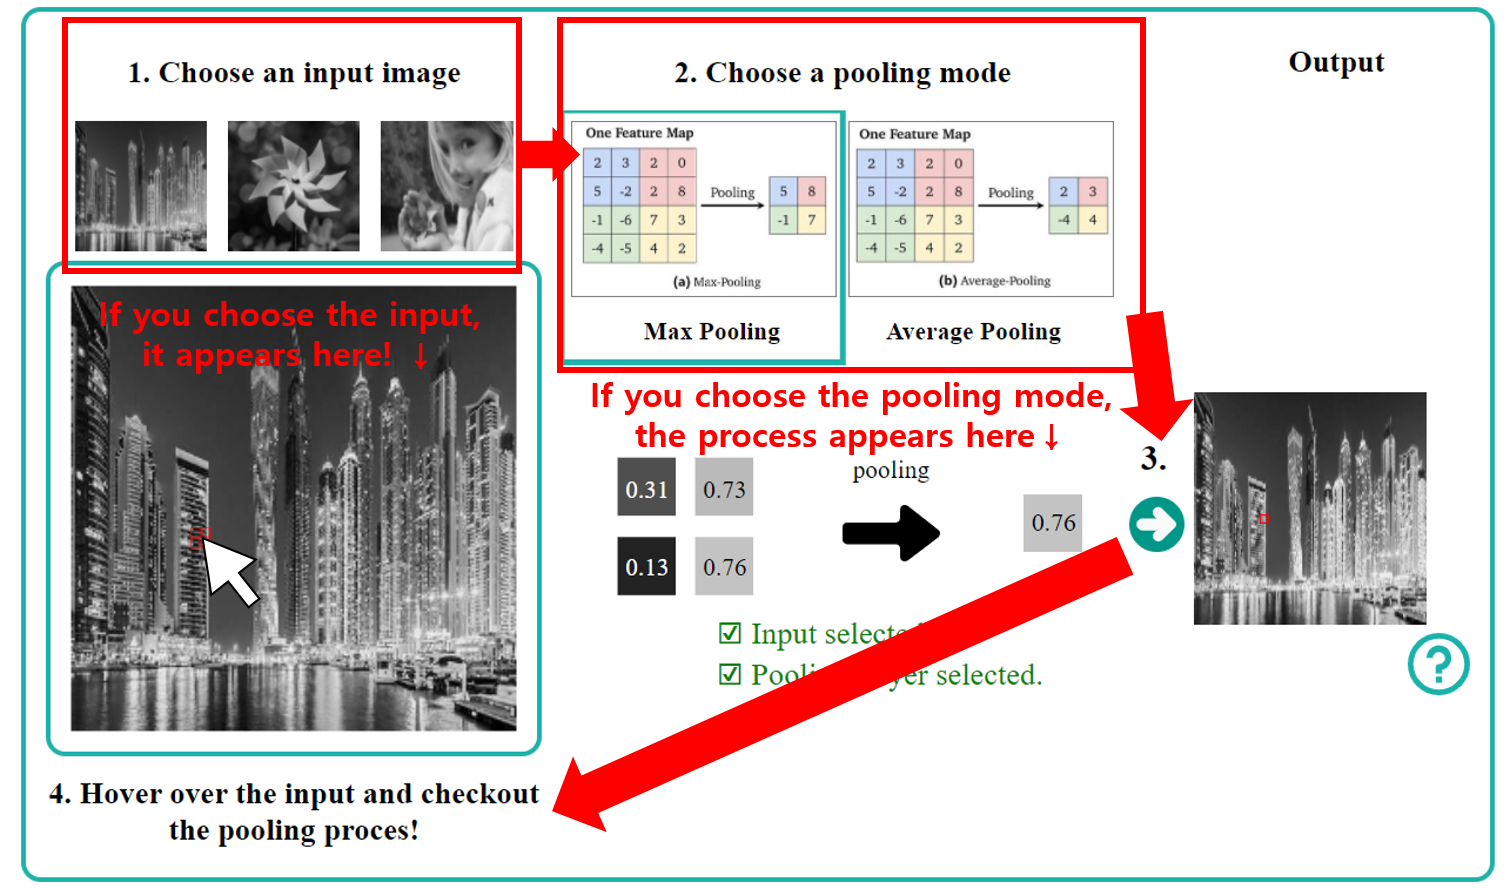 1. Choose an input image
2. Choose a pooling mode
Output
One Feature Map
2 3 2 0
5 -2 2 8
-1 -6 7 3
-4 -5 4 2
Pooling
5 8
-1 7
(a) Max-Pooling
Max Pooling
One Feature Map
2 3 2 0
5 -2 2 8
-1 -6 7 3
-4 -5 4 2
Pooling
2 3
-4 4
(b) Average-Pooling
Average Pooling
If you choose the input,
it appears here! ↓
If you choose the pooling mode,
the process appears here↓
0.31 0.73
0.13 0.76
pooling
0.76
3.
☑ Input
☑ selected.
?
4. Hover over the input and checkout
the pooling proces!